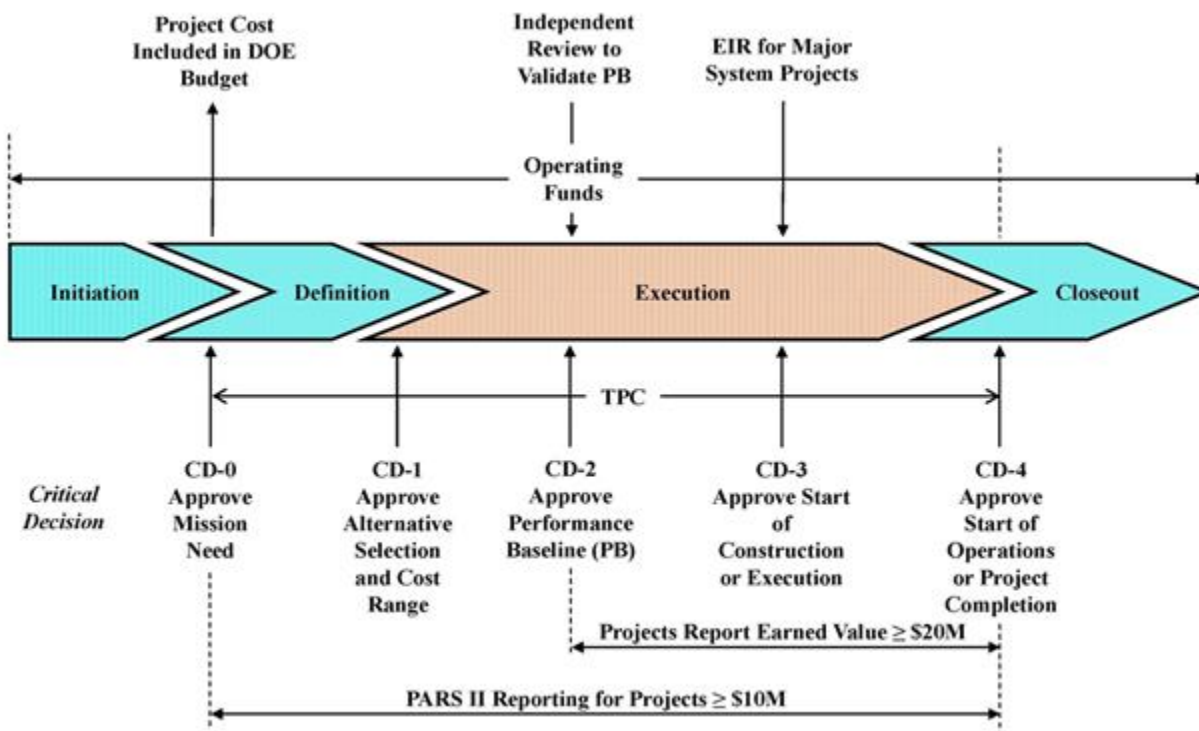 Project Cost
Included in DOE
Budget
Independent
Review to
Validate PB
EIR for Major
System Projects
Operating
Funds
Initiation
Definition
Execution
Closeout
TPC
Critical
Decision
CD-0
Approve
Mission
Need
CD-1
Approve
Alternative
Selection
and Cost
Range
CD-2
Approve
Performance
Baseline (PB)
CD-3
Approve Start
of
Construction
or Execution
CD-4
Approve
Start of
Operations
or Project
Completion
Projects Report Earned Value ≥ $20M
PARS II Reporting for Projects ≥ $10M